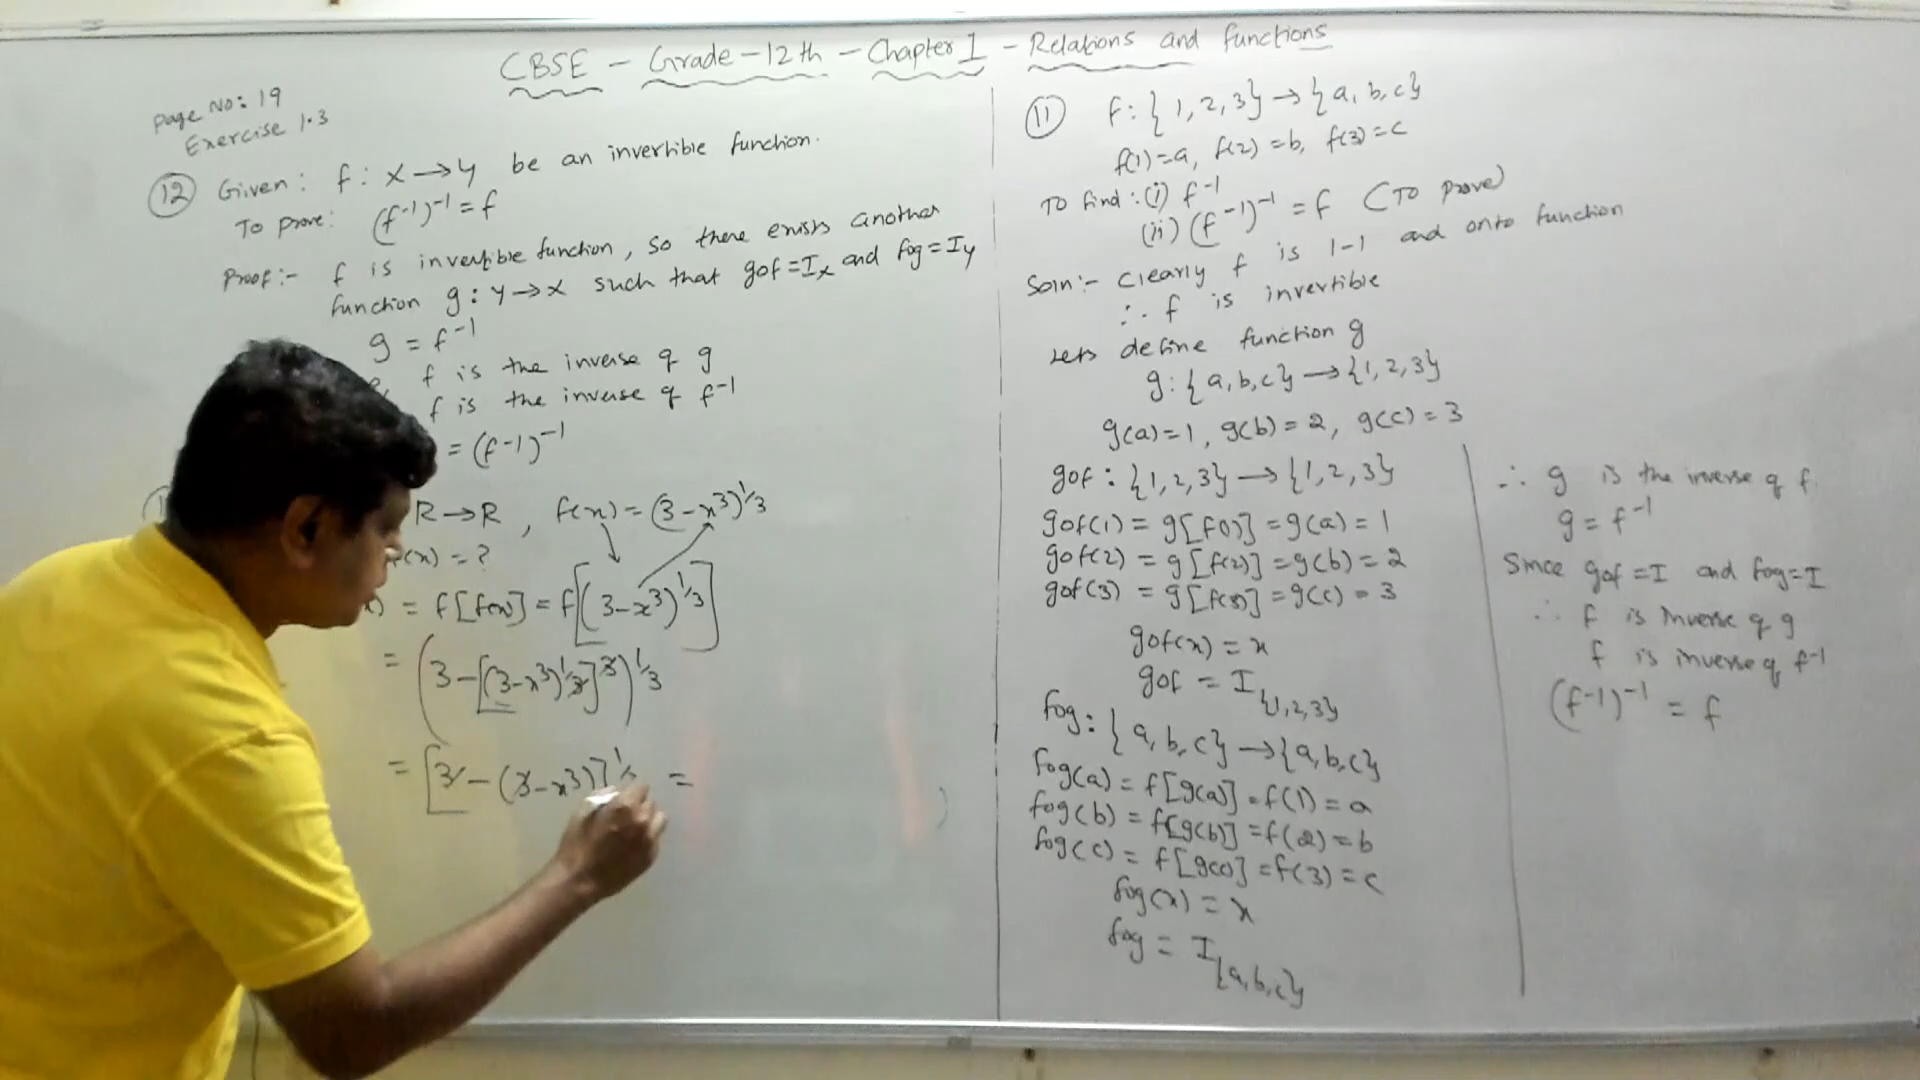 CBSE - Grade-12th - Chapter 1 - Relations and functions
Page No: 19
Exercise 1.3
(12) Given: f : X → Y be an invertible function.
To prove: (f⁻¹)⁻¹ = f
Proof:- f is invertible function, so there exists another
function g : Y → X such that gof = Ix and fog = Iy
g = f⁻¹
f is the inverse of g
f is the inverse of f⁻¹
= (f⁻¹)⁻¹
R → R , f(x) = (3-x³)^1/3
(x) = ?
= f[f(x)] = f[(3-x³)^1/3]
= (3-[(3-x³)^1/3]³)^1/3
= [3-(3-x³)]^1/3 =
(11) f : {1, 2, 3} → {a, b, c}
f(1)=a, f(2)=b, f(3)=c
To find : (i) f⁻¹
(ii) (f⁻¹)⁻¹ = f (To prove)
Soln:- Clearly f is 1-1 and onto function
∴ f is invertible
Lets define function g
g : {a, b, c} → {1, 2, 3}
g(a)=1, g(b)=2, g(c)=3
gof : {1, 2, 3} → {1, 2, 3}
gof(1) = g[f(1)] = g(a) = 1
gof(2) = g[f(2)] = g(b) = 2
gof(3) = g[f(3)] = g(c) = 3
gof(x) = x
gof = I{1,2,3}
fog : {a, b, c} → {a, b, c}
fog(a) = f[g(a)] = f(1) = a
fog(b) = f[g(b)] = f(2) = b
fog(c) = f[g(c)] = f(3) = c
fog(x) = x
fog = I{a,b,c}
∴ g is the inverse of f.
g = f⁻¹
Since gof = I and fog = I
∴ f is inverse of g
f is inverse of f⁻¹
(f⁻¹)⁻¹ = f